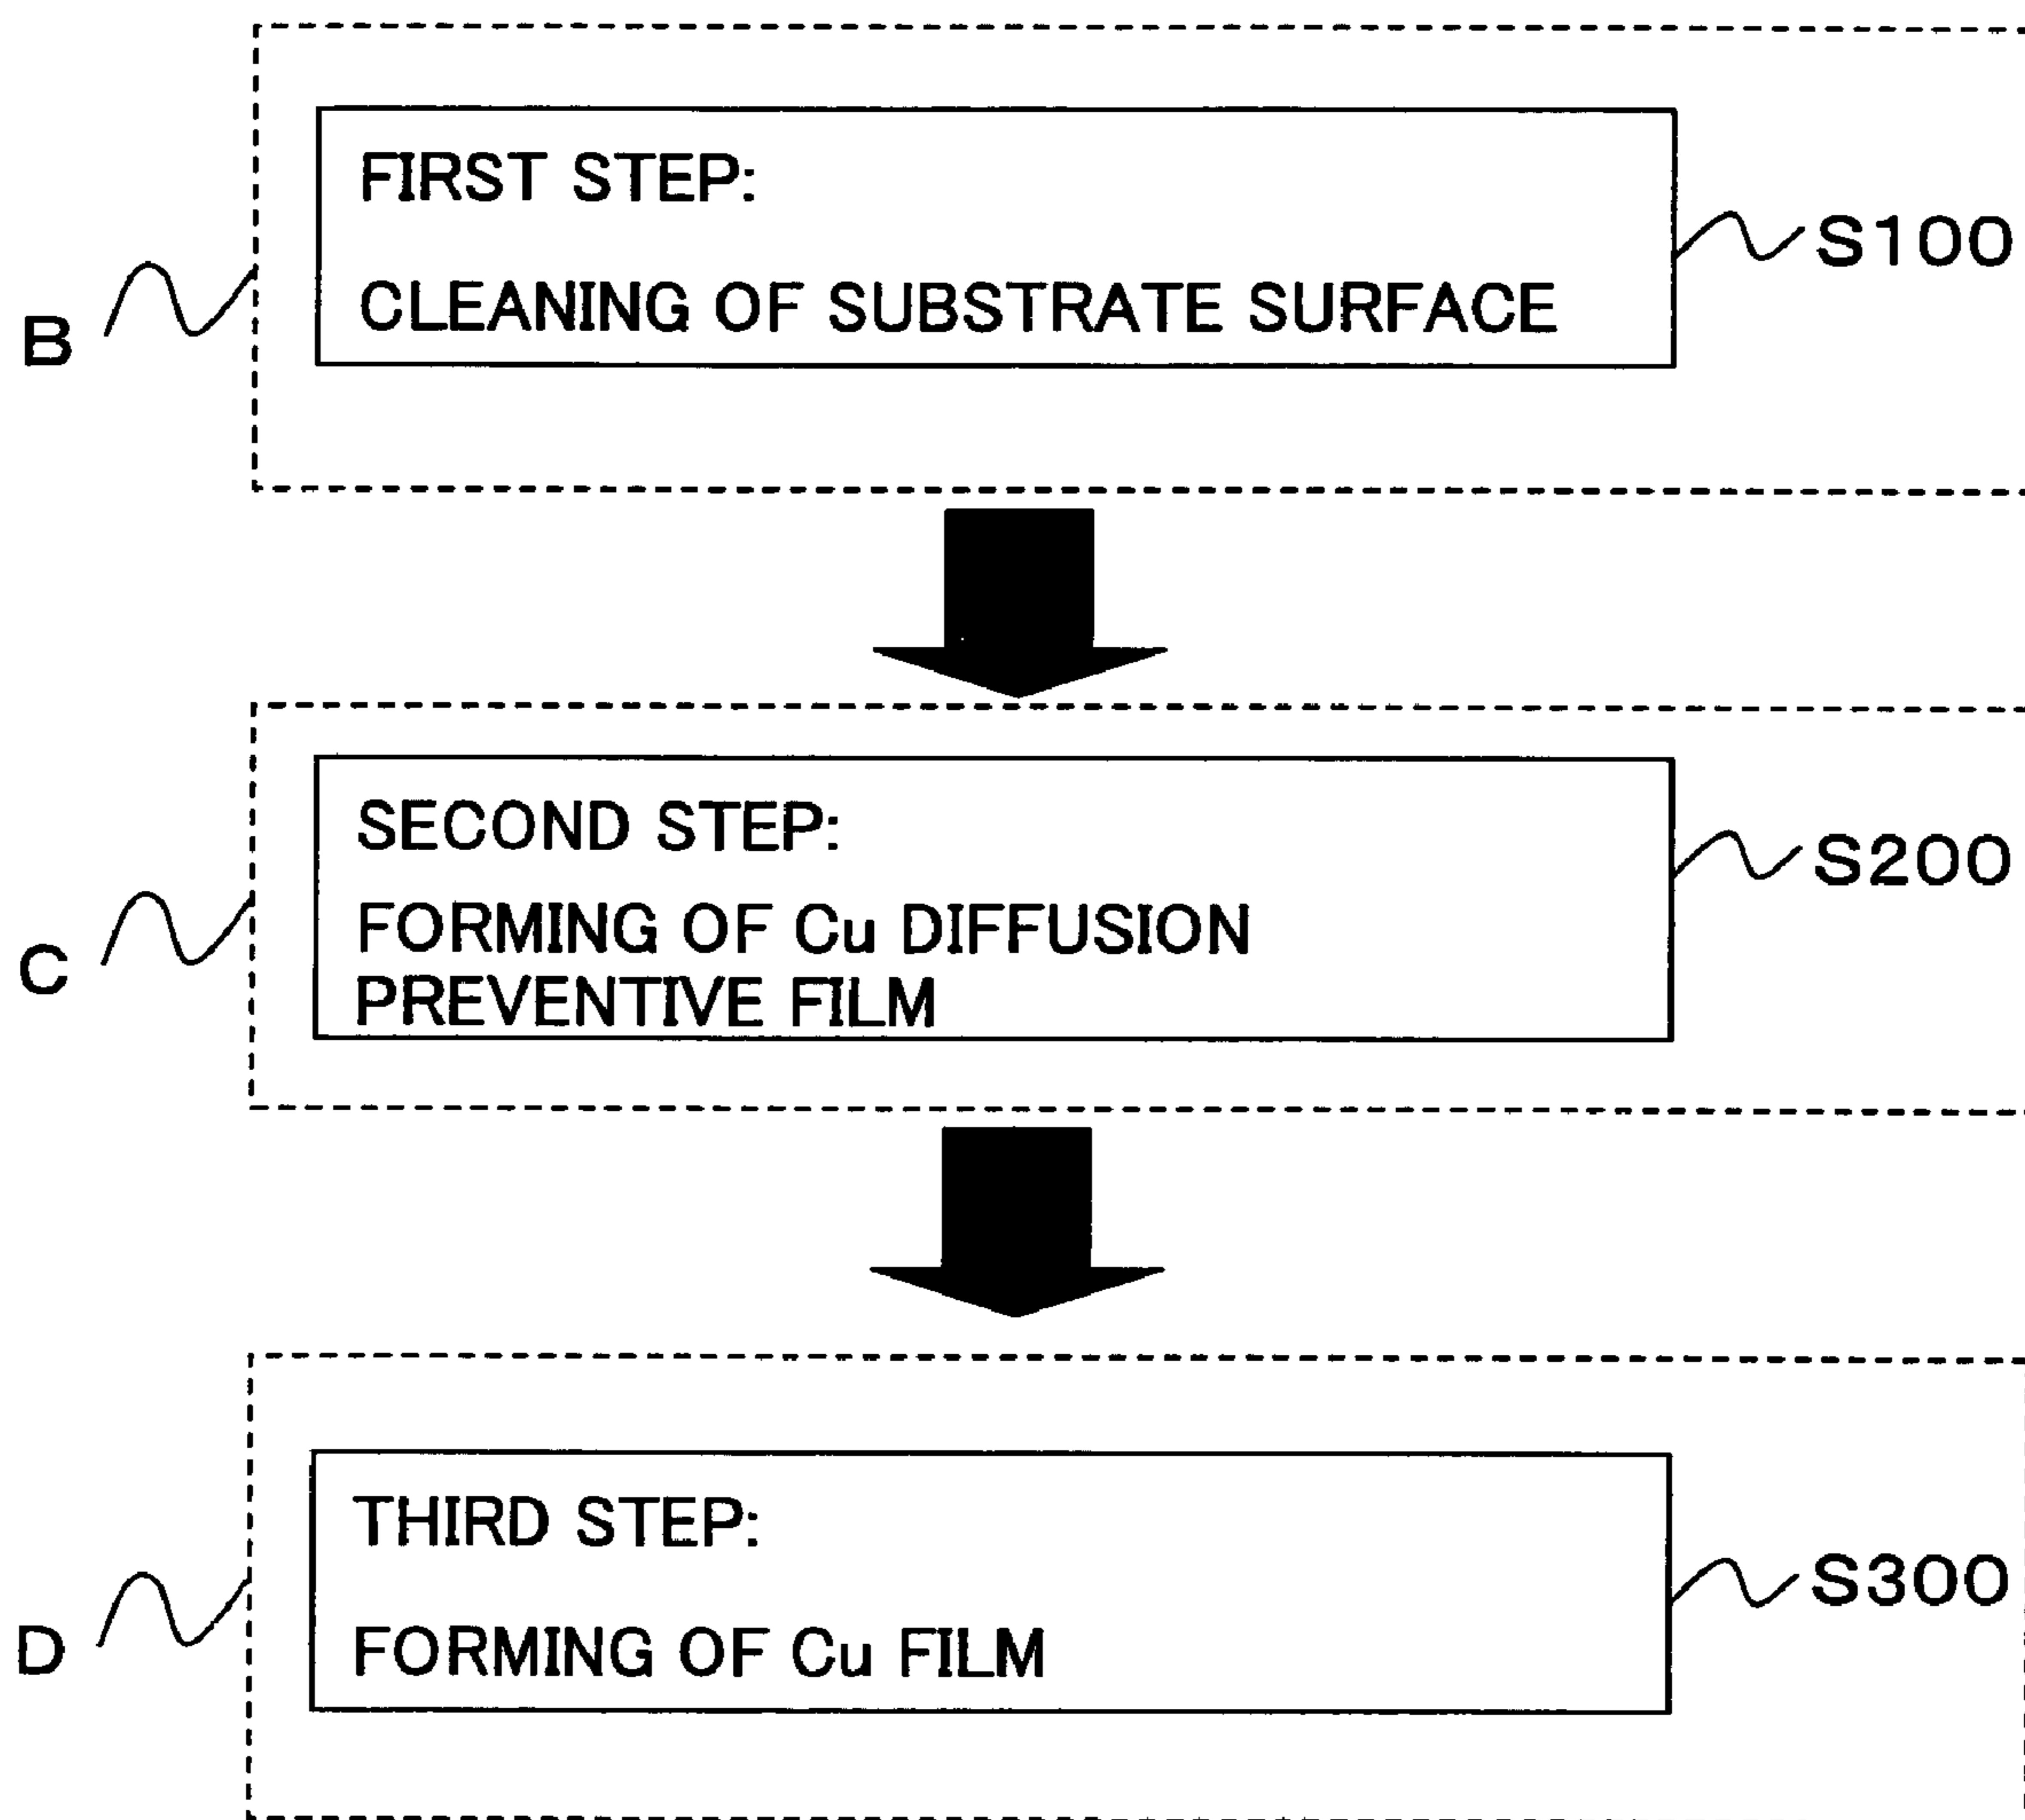 FIRST STEP:
CLEANING OF SUBSTRATE SURFACE
S100
B
SECOND STEP:
FORMING OF Cu DIFFUSION
PREVENTIVE FILM
S200
C
THIRD STEP:
FORMING OF Cu FILM
S300
D